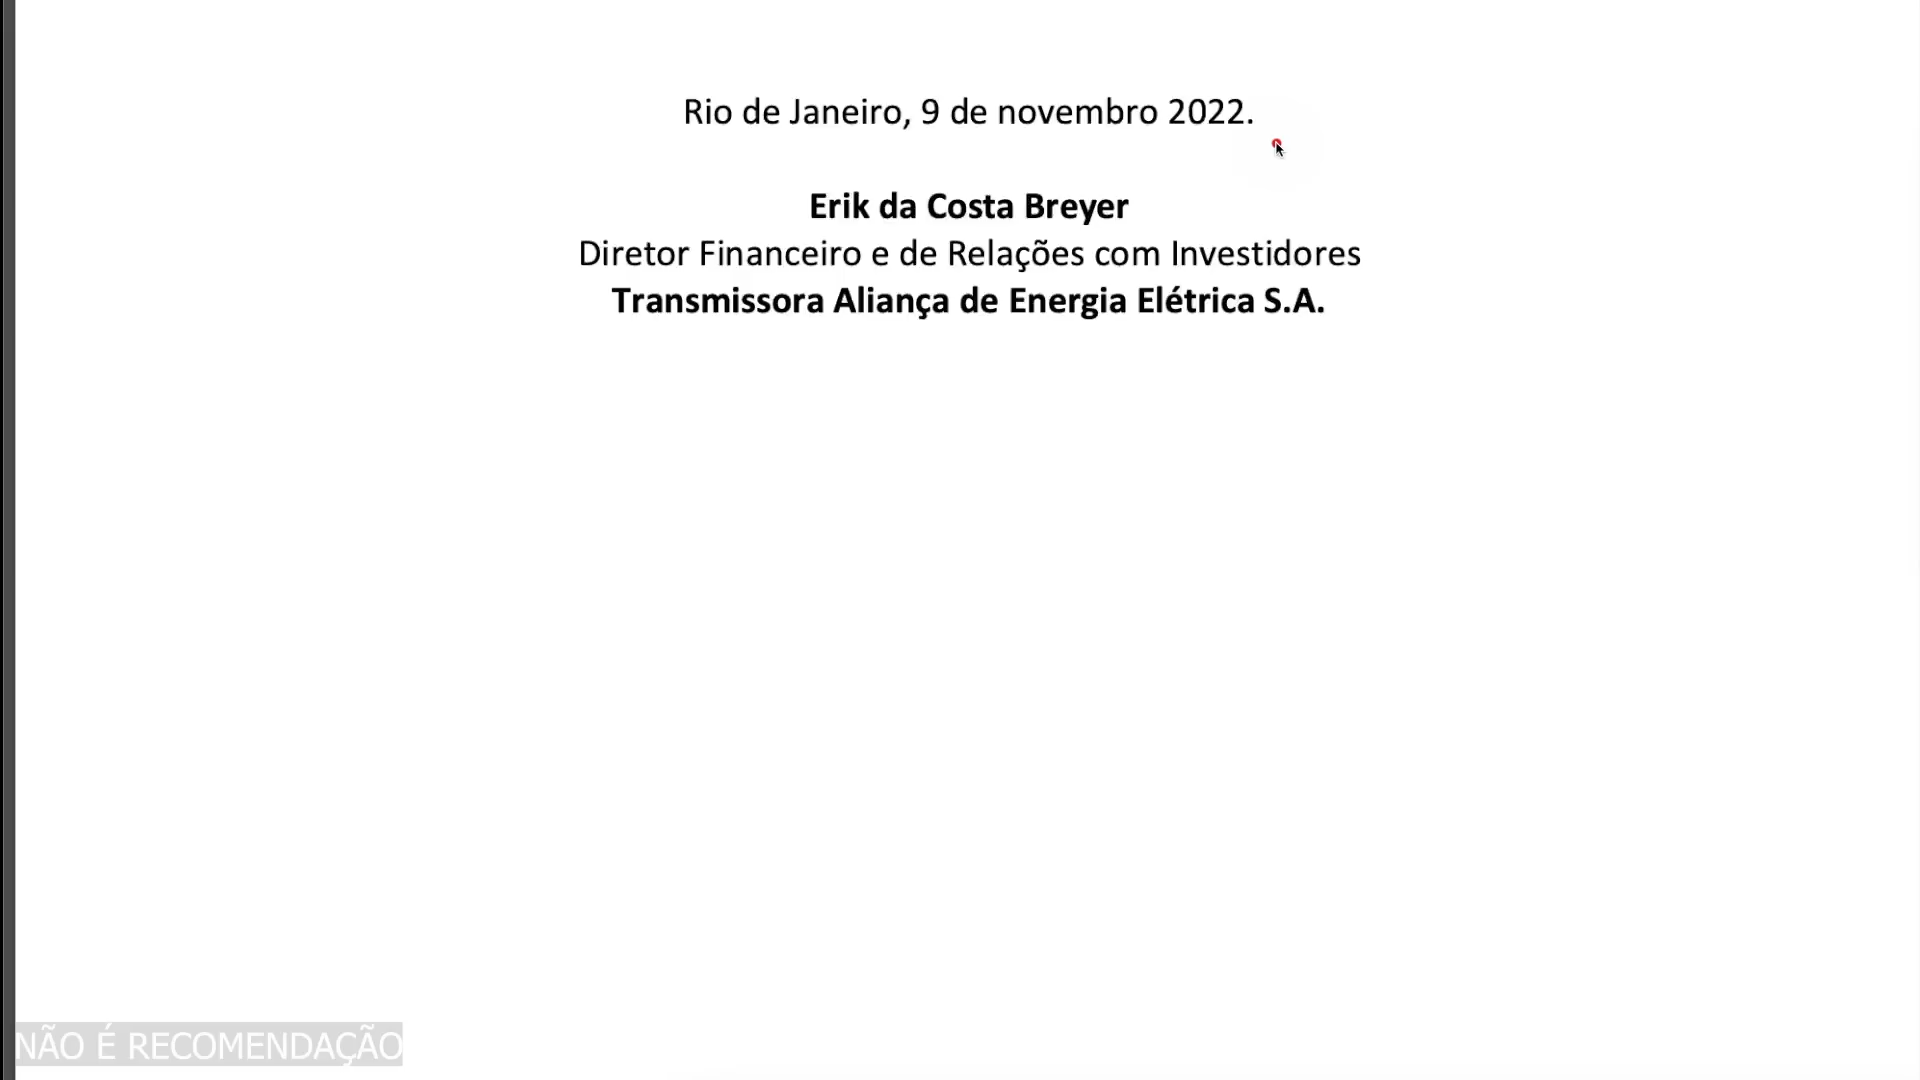 Rio de Janeiro, 9 de novembro 2022.
Erik da Costa Breyer
Diretor Financeiro e de Relações com Investidores
Transmissora Aliança de Energia Elétrica S.A.
NÃO É RECOMENDAÇÃO